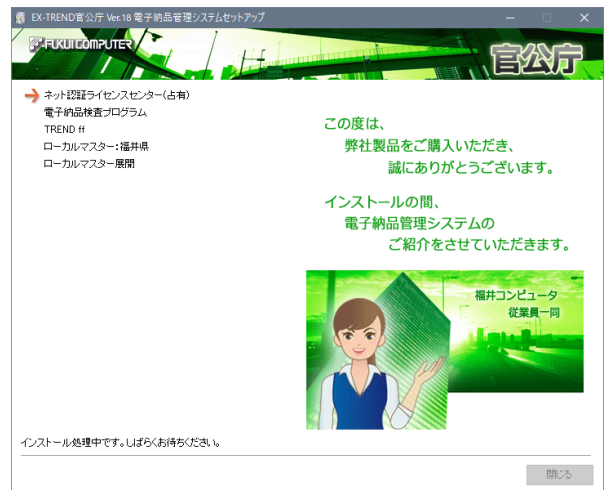 EX-TREND官公庁 Ver.18 電子納品管理システムセットアップ
FUKUI COMPUTER
官公庁
ネット認証ライセンスセンター(占有)
電子納品検査プログラム
TREND ff
ローカルマスター:福井県
ローカルマスター展開
この度は、
弊社製品をご購入いただき、
誠にありがとうございます。
インストールの間、
電子納品管理システムの
ご紹介をさせていただきます。
福井コンピュータ
従業員一同
インストール処理中です。しばらくお待ちください。
閉じる